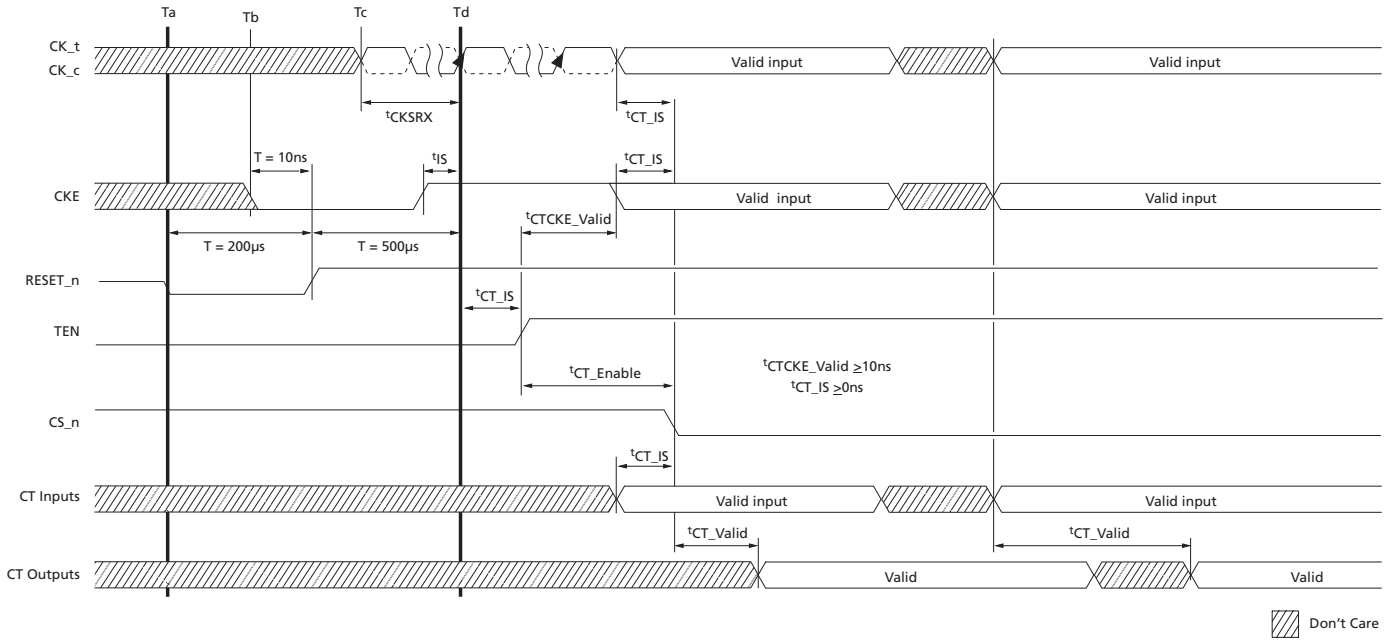 Ta
Tb
Tc
Td
CK_t
CK_c
Valid input
Valid input
tCKSRX
tCT_IS
T = 10ns
tIS
tCT_IS
CKE
Valid input
Valid input
tCTCKE_Valid
T = 200µs
T = 500µs
RESET_n
tCT_IS
TEN
tCT_Enable
tCTCKE_Valid ≥10ns
tCT_IS ≥0ns
CS_n
tCT_IS
CT Inputs
Valid input
Valid input
tCT_Valid
tCT_Valid
CT Outputs
Valid
Valid
Don't Care